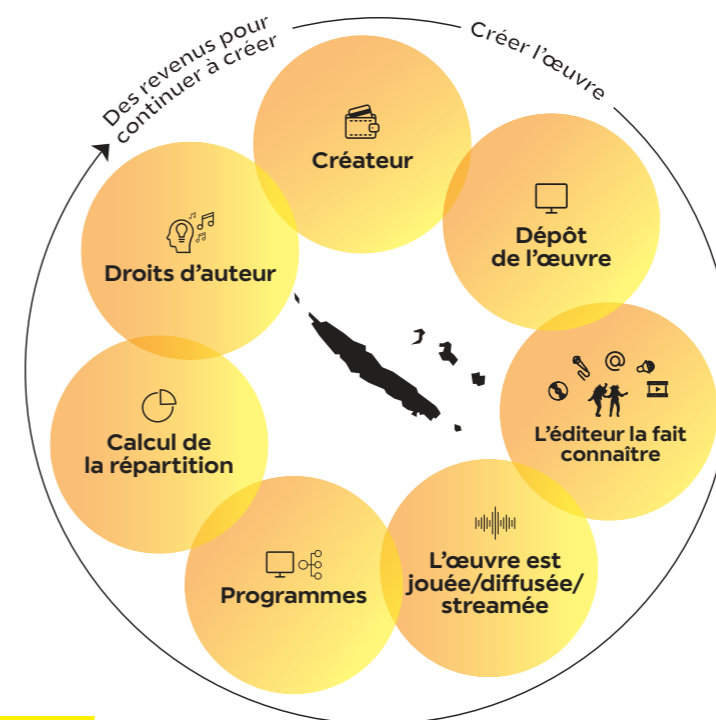 Des revenus pour
continuer à créer
Créer l'œuvre
Créateur
Dépôt
de l'œuvre
L'éditeur la fait
connaître
L'œuvre est
jouée/diffusée/
streamée
Programmes
Calcul de
la répartition
Droits d'auteur
@